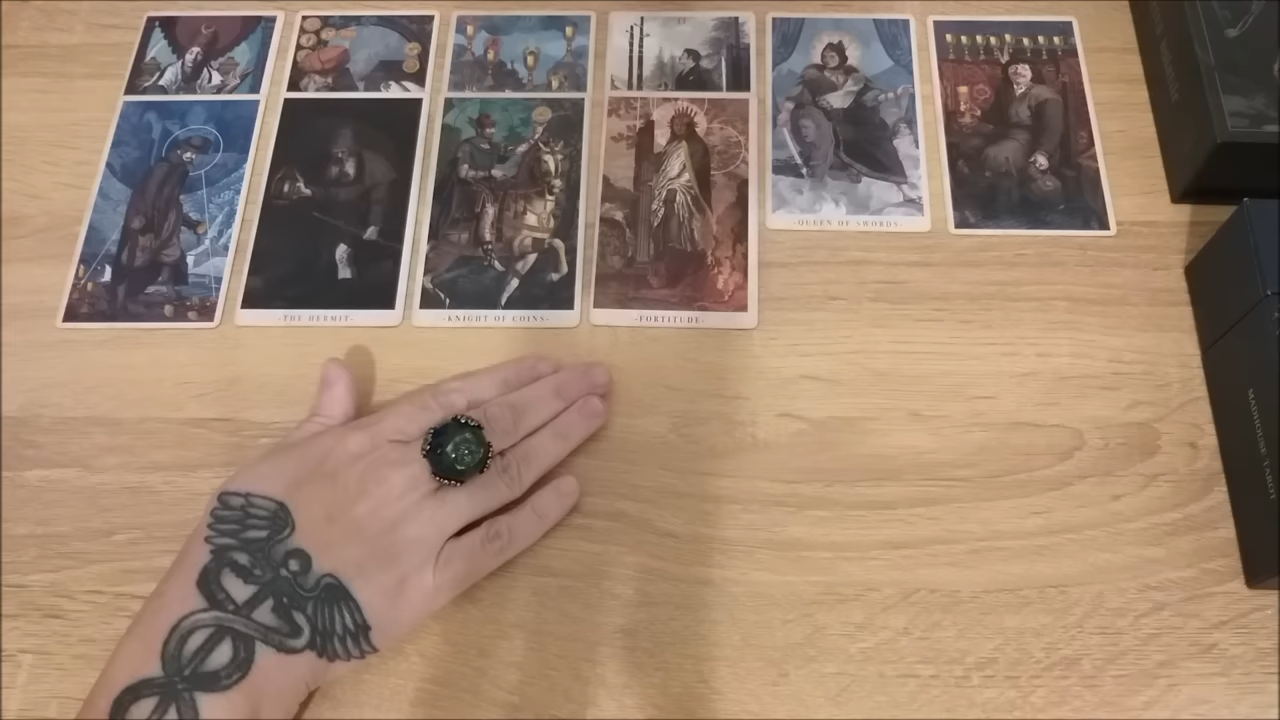 -QUEEN OF SWORDS-
-THE HERMIT-
-KNIGHT OF COINS-
-FORTITUDE-
MADHOUSE TAROT